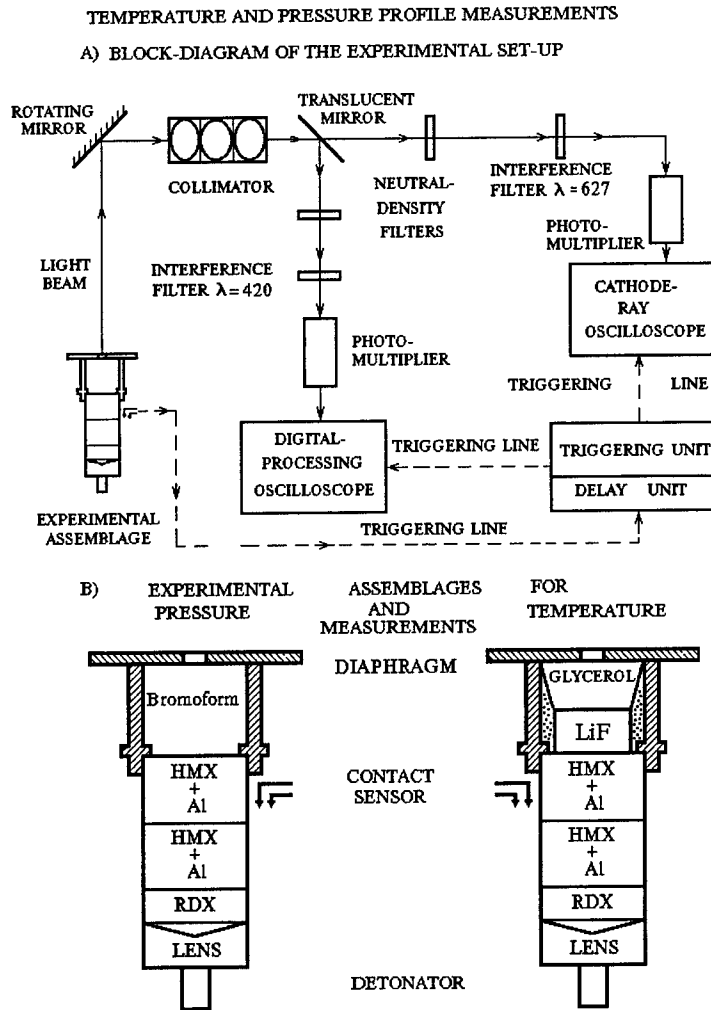 TEMPERATURE AND PRESSURE PROFILE MEASUREMENTS
A) BLOCK-DIAGRAM OF THE EXPERIMENTAL SET-UP
ROTATING
MIRROR
COLLIMATOR
TRANSLUCENT
MIRROR
NEUTRAL-
DENSITY
FILTERS
INTERFERENCE
FILTER λ=627
PHOTO-
MULTIPLIER
LIGHT
BEAM
INTERFERENCE
FILTER λ=420
PHOTO-
MULTIPLIER
CATHODE-
RAY
OSCILLOSCOPE
TRIGGERING LINE
DIGITAL-
PROCESSING
OSCILLOSCOPE
TRIGGERING LINE
TRIGGERING UNIT
DELAY UNIT
EXPERIMENTAL
ASSEMBLAGE
TRIGGERING LINE
B) EXPERIMENTAL ASSEMBLAGES FOR
PRESSURE AND TEMPERATURE
MEASUREMENTS
DIAPHRAGM
Bromoform
GLYCEROL
LiF
CONTACT
SENSOR
HMX
+
Al
HMX
+
Al
RDX
LENS
HMX
+
Al
HMX
+
Al
RDX
LENS
DETONATOR